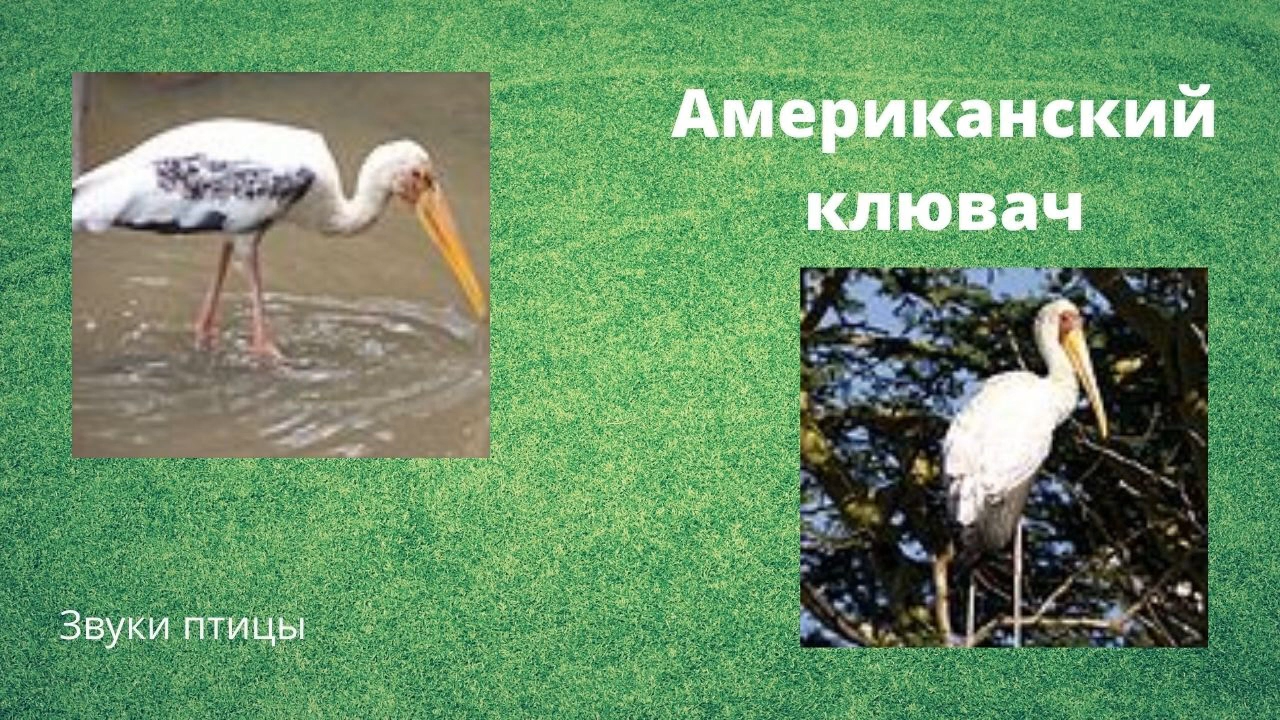 Американский
клювач
Звуки птицы